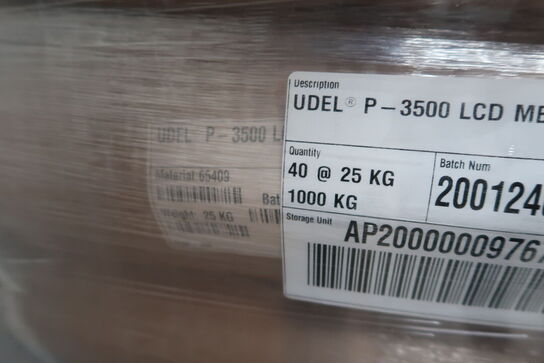 Description
UDEL® P-3500 LCD
Quantity
40 @ 25 KG
1000 KG
Batch Num
Storage Unit
UDEL P-3500
Material 65409
Weight: 25 KG